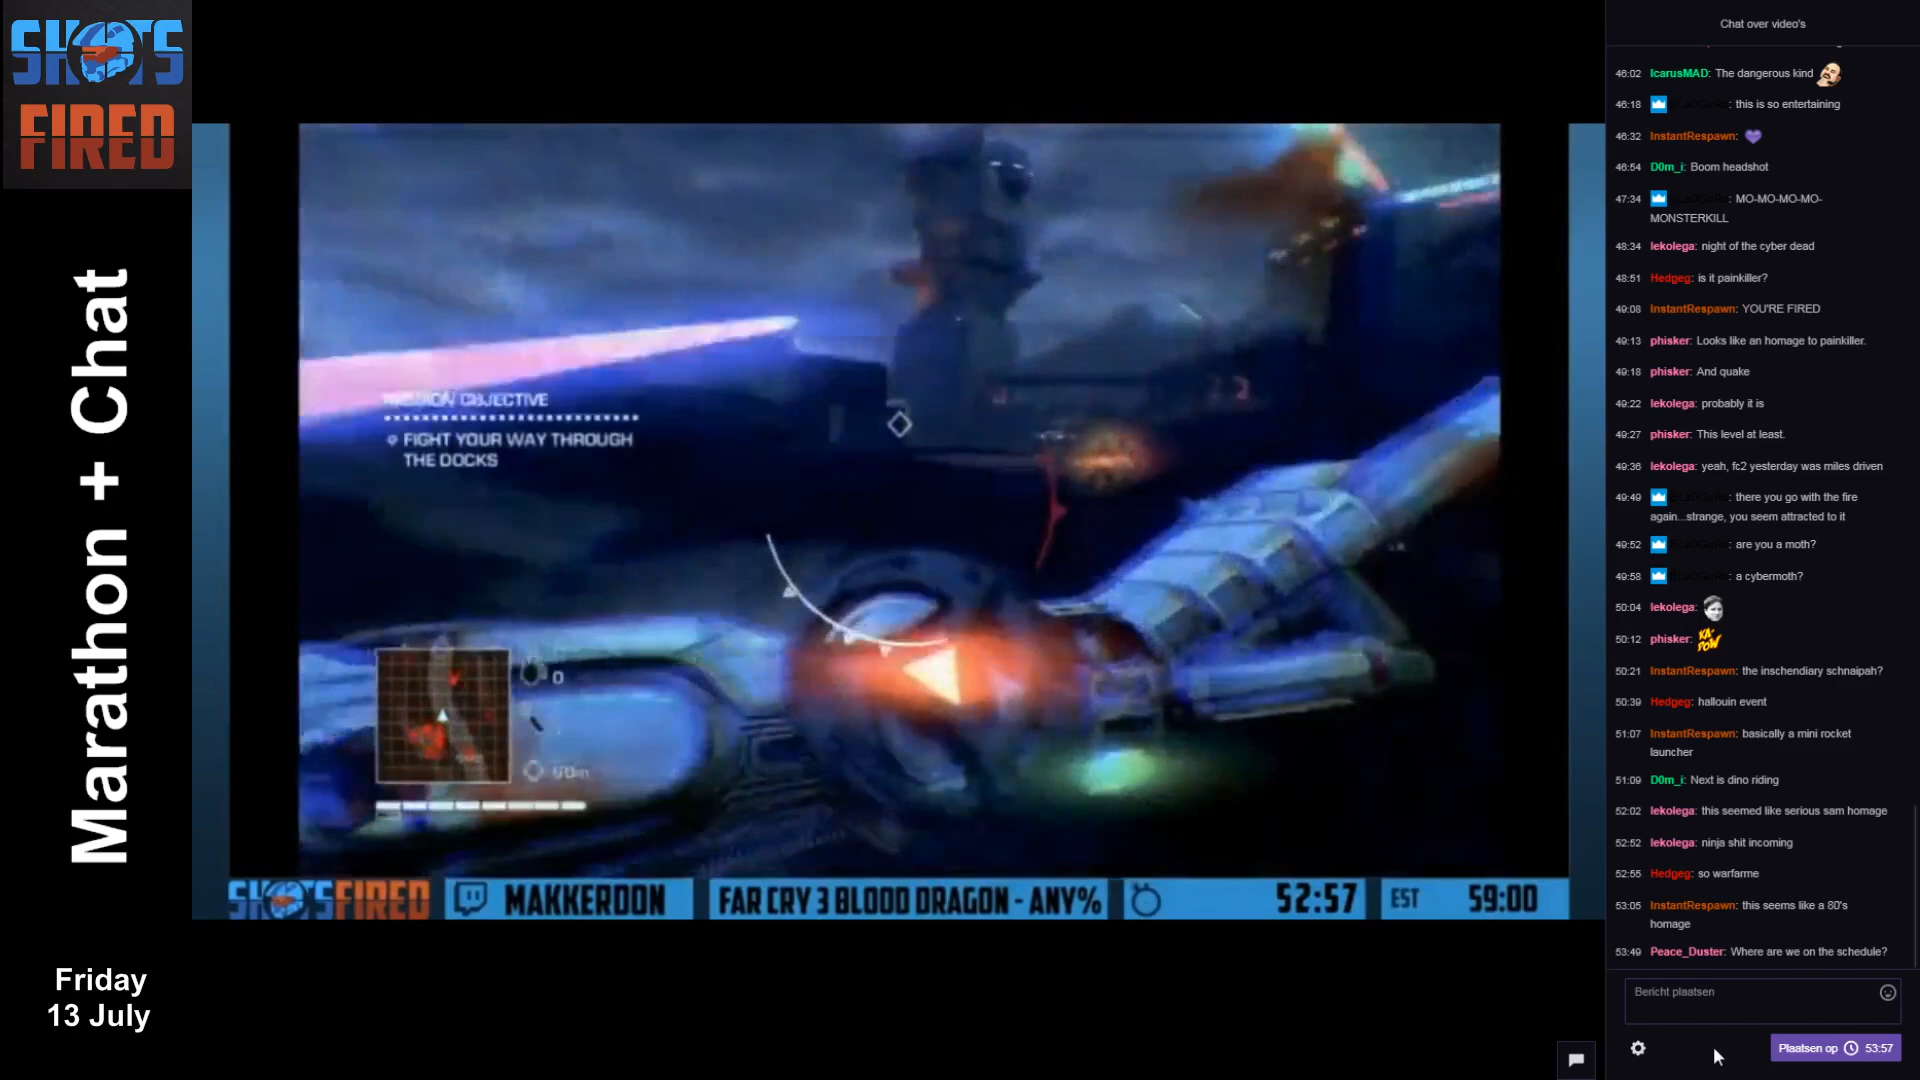 SHOTS
FIRED
Marathon + Chat
Friday
13 July
MISSION OBJECTIVE
FIGHT YOUR WAY THROUGH
THE DOCKS
0
SHOTSFIRED
MAKKERDON
FAR CRY 3 BLOOD DRAGON - ANY%
52:57
EST
59:00
Chat over video's
46:02 IcarusMAD: The dangerous kind
46:18 : this is so entertaining
46:32 InstantRespawn:
46:54 D0m_i: Boom headshot
47:34 : MO-MO-MO-MO-
MONSTERKILL
48:34 lekolega: night of the cyber dead
48:51 Hedgeg: is it painkiller?
49:08 InstantRespawn: YOU'RE FIRED
49:13 phisker: Looks like an homage to painkiller.
49:18 phisker: And quake
49:22 lekolega: probably it is
49:27 phisker: This level at least.
49:36 lekolega: yeah, fc2 yesterday was miles driven
49:49 : there you go with the fire
again...strange, you seem attracted to it
49:52 : are you a moth?
49:58 : a cybermoth?
50:04 lekolega:
50:12 phisker: KA POW
50:21 InstantRespawn: the inschendiary schnaipah?
50:39 Hedgeg: hallouin event
51:07 InstantRespawn: basically a mini rocket
launcher
51:09 D0m_i: Next is dino riding
52:02 lekolega: this seemed like serious sam homage
52:52 lekolega: ninja shit incoming
52:55 Hedgeg: so warfarme
53:05 InstantRespawn: this seems like a 80's
homage
53:49 Peace_Duster: Where are we on the schedule?
Bericht plaatsen
Plaatsen op 53:57